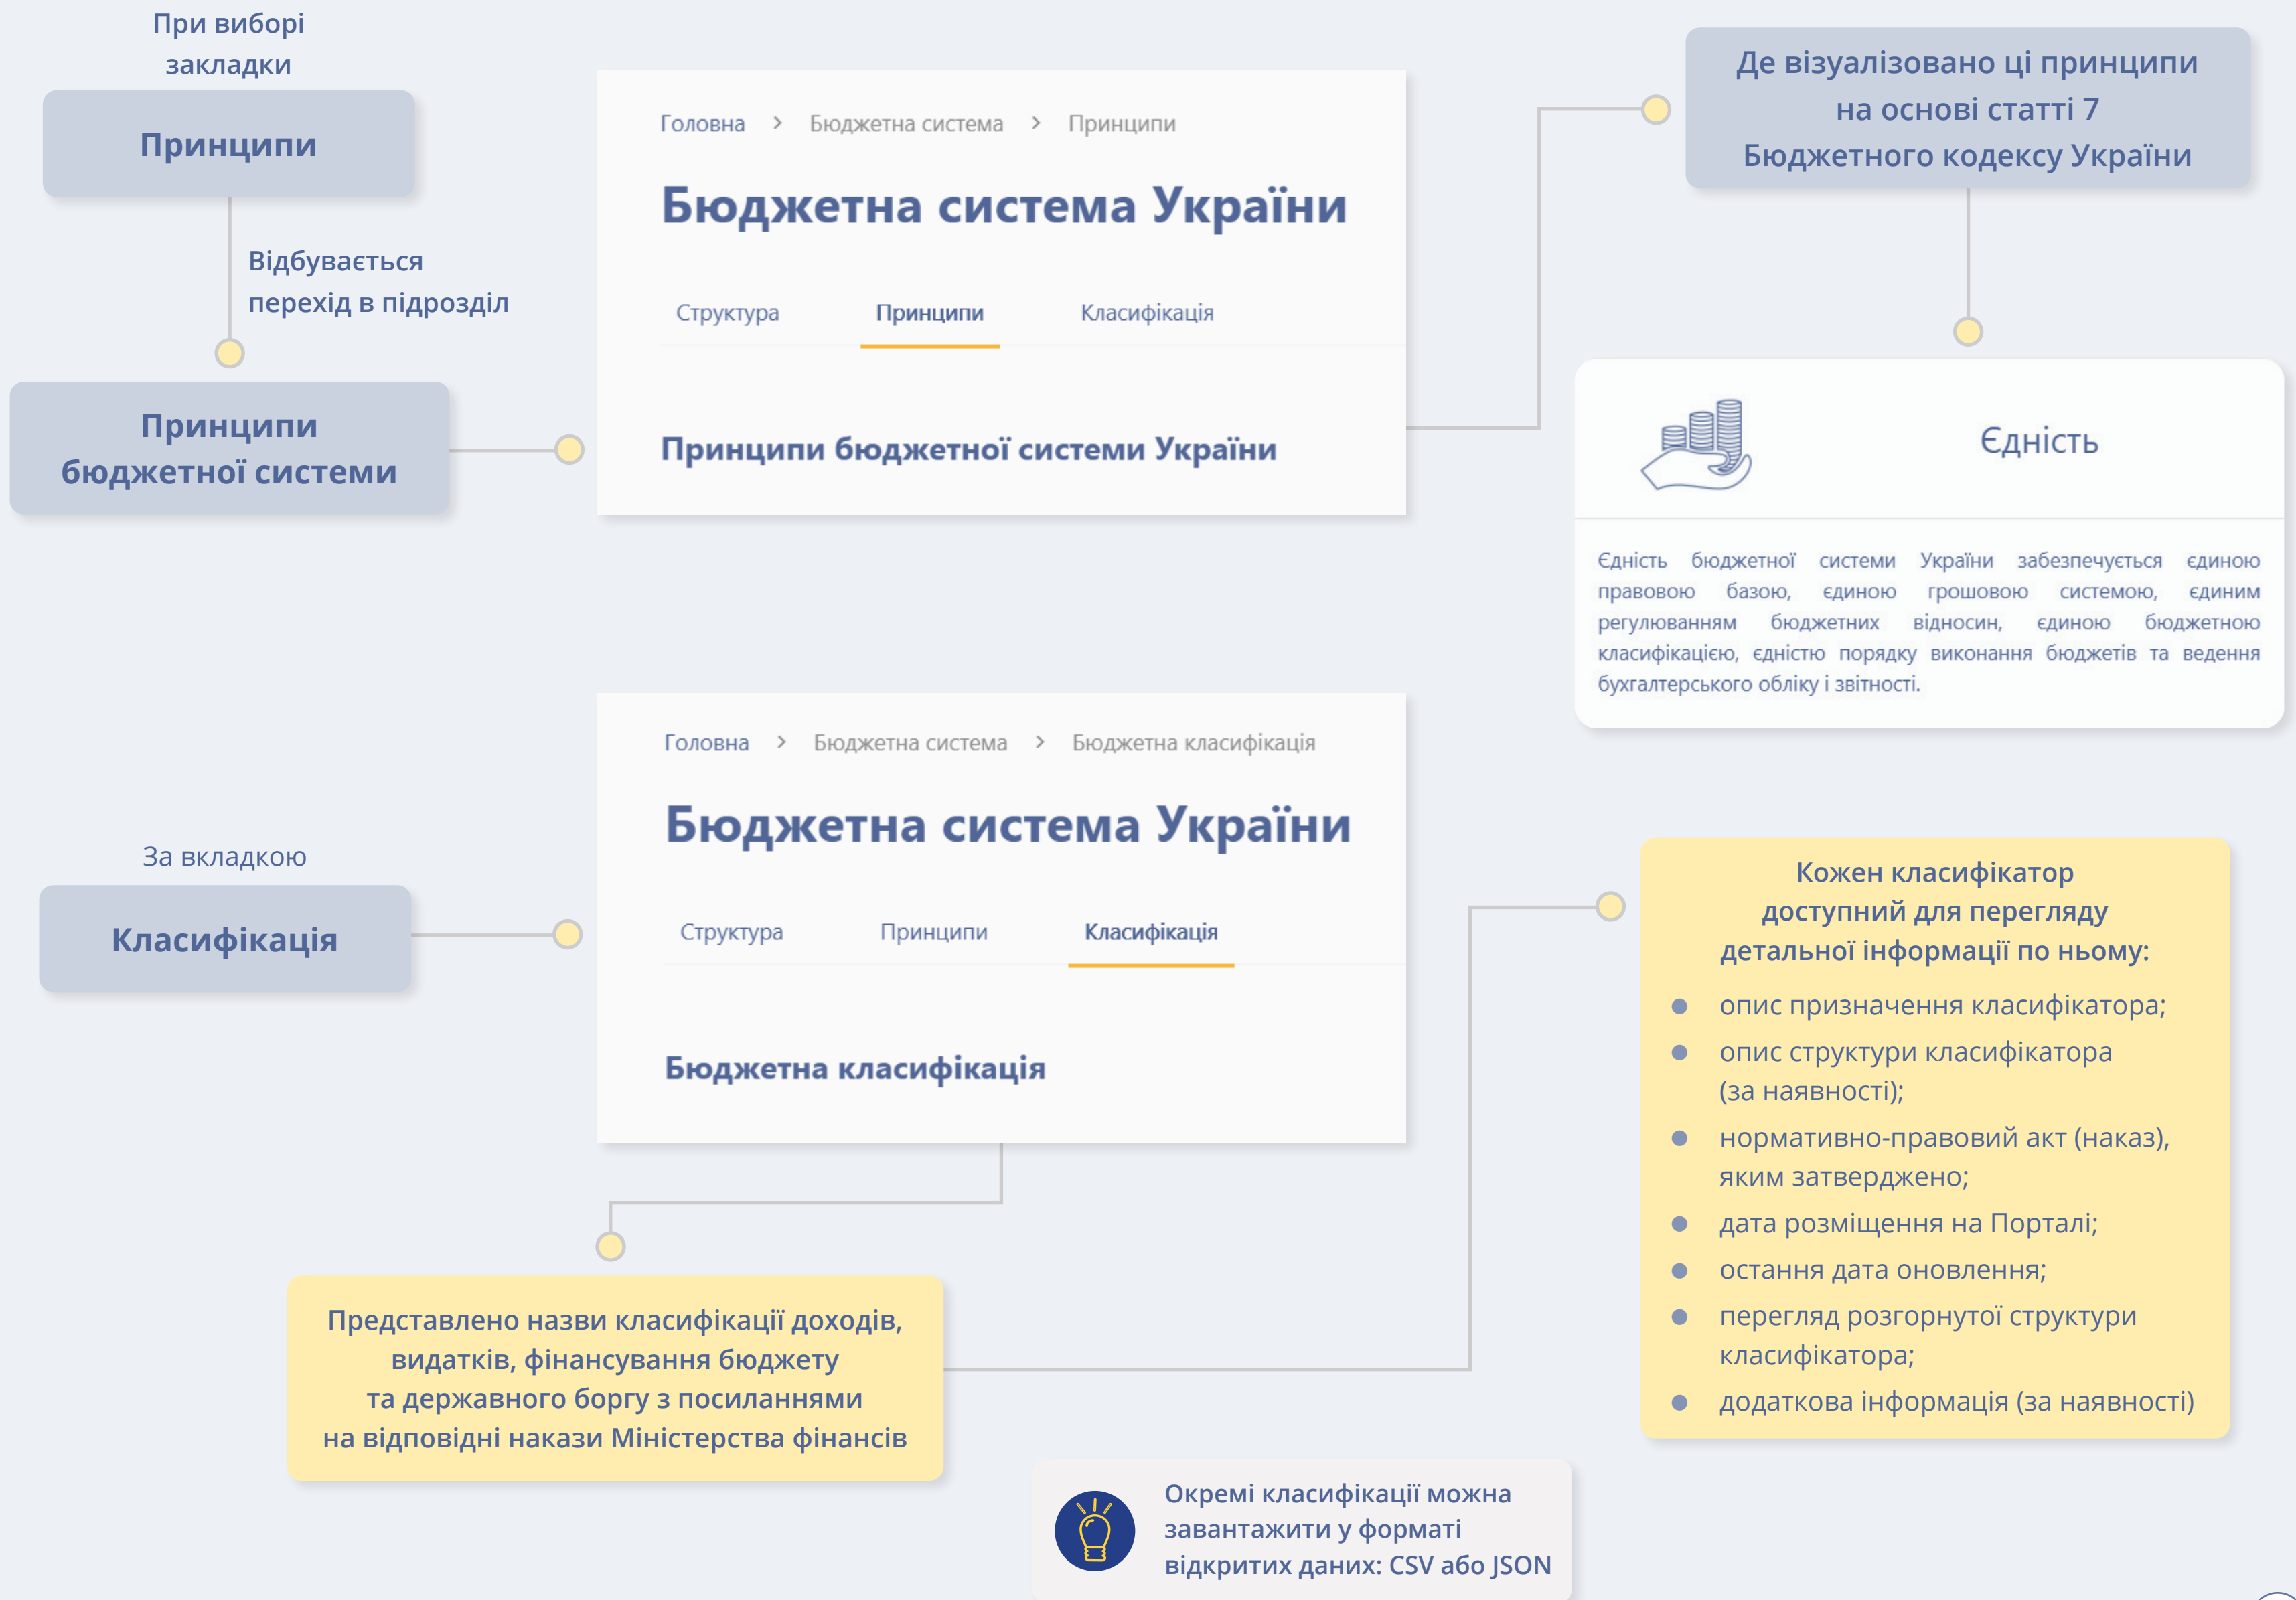 При виборі
закладки
Принципи
Відбувається
перехід в підрозділ
Принципи
бюджетної системи
Головна > Бюджетна система > Принципи
Бюджетна система України
Структура Принципи Класифікація
Принципи бюджетної системи України
Де візуалізовано ці принципи
на основі статті 7
Бюджетного кодексу України
Єдність
Єдність бюджетної системи України забезпечується єдиною
правовою базою, єдиною грошовою системою, єдиним
регулюванням бюджетних відносин, єдиною бюджетною
класифікацією, єдністю порядку виконання бюджетів та ведення
бухгалтерського обліку і звітності.
За вкладкою
Класифікація
Головна > Бюджетна система > Бюджетна класифікація
Бюджетна система України
Структура Принципи Класифікація
Бюджетна класифікація
Представлено назви класифікації доходів,
видатків, фінансування бюджету
та державного боргу з посиланнями
на відповідні накази Міністерства фінансів
Кожен класифікатор
доступний для перегляду
детальної інформації по ньому:
● опис призначення класифікатора;
● опис структури класифікатора
(за наявності);
● нормативно-правовий акт (наказ),
яким затверджено;
● дата розміщення на Порталі;
● остання дата оновлення;
● перегляд розгорнутої структури
класифікатора;
● додаткова інформація (за наявності)
Окремі класифікації можна
завантажити у форматі
відкритих даних: CSV або JSON